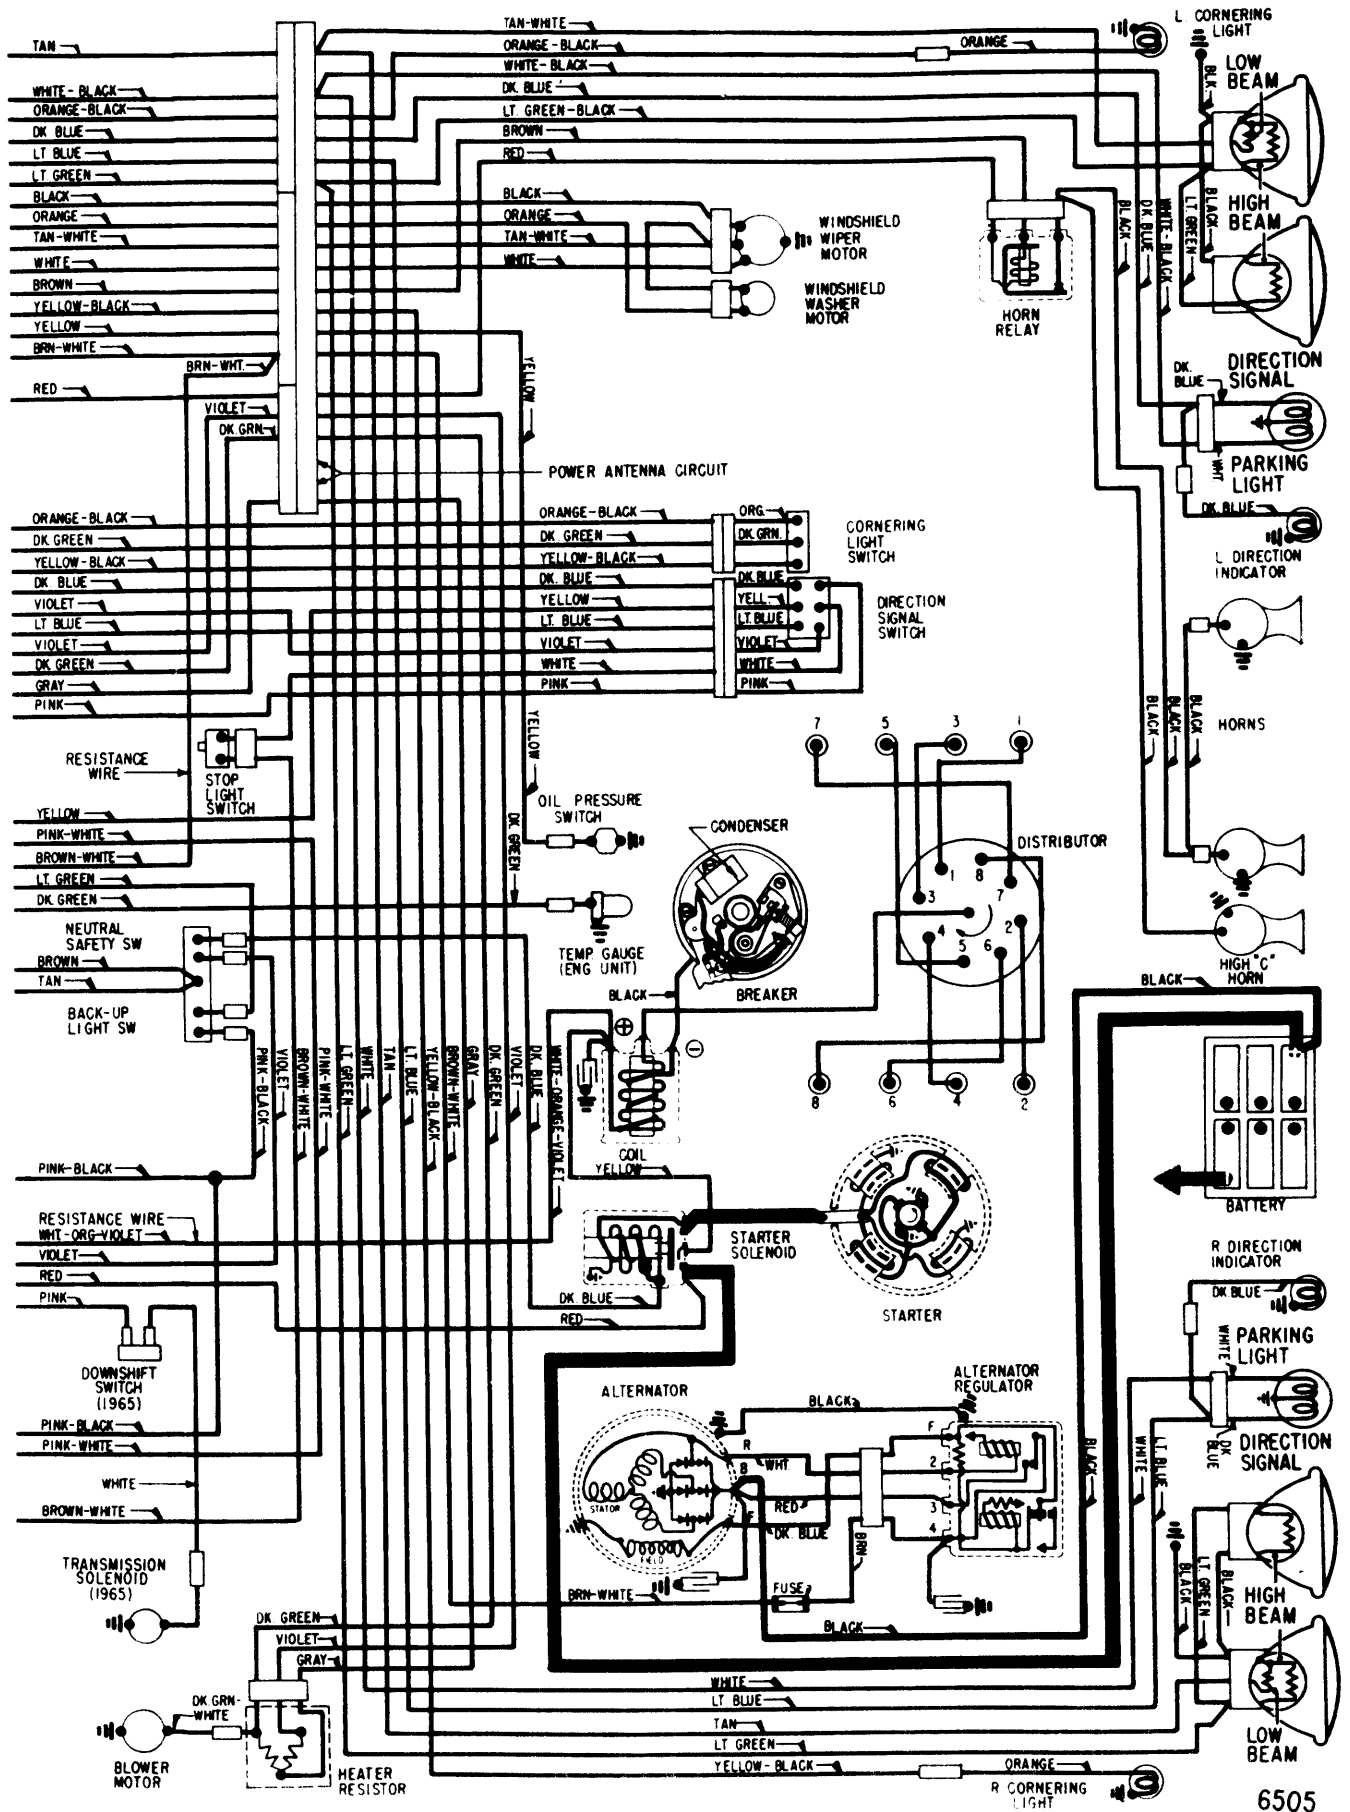 TAN
WHITE-BLACK
ORANGE-BLACK
DK BLUE
LT BLUE
LT GREEN
BLACK
ORANGE
TAN-WHITE
WHITE
BROWN
YELLOW-BLACK
YELLOW
BRN-WHITE
BRN-WHT.
RED
VIOLET
DK.GRN.
TAN-WHITE
ORANGE-BLACK
WHITE-BLACK
DK BLUE
LT GREEN-BLACK
BROWN
RED
BLACK
ORANGE
TAN-WHITE
WHITE
ORANGE
L. CORNERING
LIGHT
BLK
LOW
BEAM
HIGH
BEAM
BLACK
LT. GREEN
WHITE-BLACK
DK BLUE
BLACK
WINDSHIELD
WIPER
MOTOR
WINDSHIELD
WASHER
MOTOR
HORN
RELAY
DK.
BLUE
DIRECTION
SIGNAL
WHT.
PARKING
LIGHT
DK.BLUE
L DIRECTION
INDICATOR
YELLOW
POWER ANTENNA CIRCUIT
ORANGE-BLACK
DK GREEN
YELLOW-BLACK
DK. BLUE
VIOLET
LT BLUE
VIOLET
DK GREEN
GRAY
PINK
ORANGE-BLACK
DK. GREEN
YELLOW-BLACK
DK. BLUE
YELLOW
LT. BLUE
VIOLET
WHITE
PINK
ORG.
DK.GRN.
DK.BLUE
YELL.
LT.BLUE
VIOLET
WHITE
PINK
CORNERING
LIGHT
SWITCH
DIRECTION
SIGNAL
SWITCH
HORNS
BLACK
BLACK
BLACK
HIGH "C"
HORN
RESISTANCE
WIRE
STOP
LIGHT
SWITCH
YELLOW
PINK-WHITE
BROWN-WHITE
LT. GREEN
DK. GREEN
NEUTRAL
SAFETY SW
BROWN
TAN
BACK-UP
LIGHT SW
YELLOW
OIL PRESSURE
SWITCH
DK. GREEN
TEMP. GAUGE
(ENG UNIT)
CONDENSER
BREAKER
BLACK
7
5
3
1
DISTRIBUTOR
1
8
7
3
2
4
5
6
8
6
4
2
PINK-BLACK
VIOLET
BROWN-WHITE
PINK-WHITE
LT. GREEN
WHITE
TAN
LT. BLUE
YELLOW-BLACK
BROWN-WHITE
GRAY
DK. GREEN
VIOLET
DK BLUE
WHITE-ORANGE-VIOLET
+
−
COIL
YELLOW
BLACK
BATTERY
PINK-BLACK
RESISTANCE WIRE
WHT-ORG-VIOLET
VIOLET
RED
PINK
STARTER
SOLENOID
DK. BLUE
RED
STARTER
DOWNSHIFT
SWITCH
(1965)
PINK-BLACK
PINK-WHITE
WHITE
BROWN-WHITE
TRANSMISSION
SOLENOID
(1965)
R DIRECTION
INDICATOR
DK BLUE
WHITE
PARKING
LIGHT
DK
BLUE
DIRECTION
SIGNAL
ALTERNATOR
STATOR
FIELD
R
B
F
WHT
RED
DK BLUE
BLACK
ALTERNATOR
REGULATOR
F
2
3
4
BRN
BRN-WHITE
FUSE
BLACK
BLACK
WHITE
LT BLUE
BLACK
LT. GREEN
BLACK
HIGH
BEAM
LOW
BEAM
DK. GREEN
VIOLET
GRAY
DK GRN-
WHITE
BLOWER
MOTOR
HEATER
RESISTOR
WHITE
LT BLUE
TAN
LT GREEN
YELLOW-BLACK
ORANGE
R CORNERING
LIGHT
6505